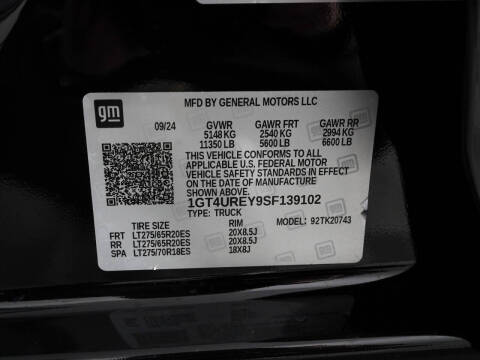 gm
MFD BY GENERAL MOTORS LLC
09/24 GVWR GAWR FRT GAWR RR
5148 KG 2540 KG 2994 KG
11350 LB 5600 LB 6600 LB
THIS VEHICLE CONFORMS TO ALL
APPLICABLE U.S. FEDERAL MOTOR
VEHICLE SAFETY STANDARDS IN EFFECT
ON THE DATE OF MANUFACTURE
SHOWN ABOVE.
1GT4UREY9SF139102
TYPE: TRUCK
MODEL: 92TK20743
TIRE SIZE RIM
FRT LT275/65R20ES 20X8.5J
RR LT275/65R20ES 20X8.5J
SPA LT275/70R18ES 18X8J